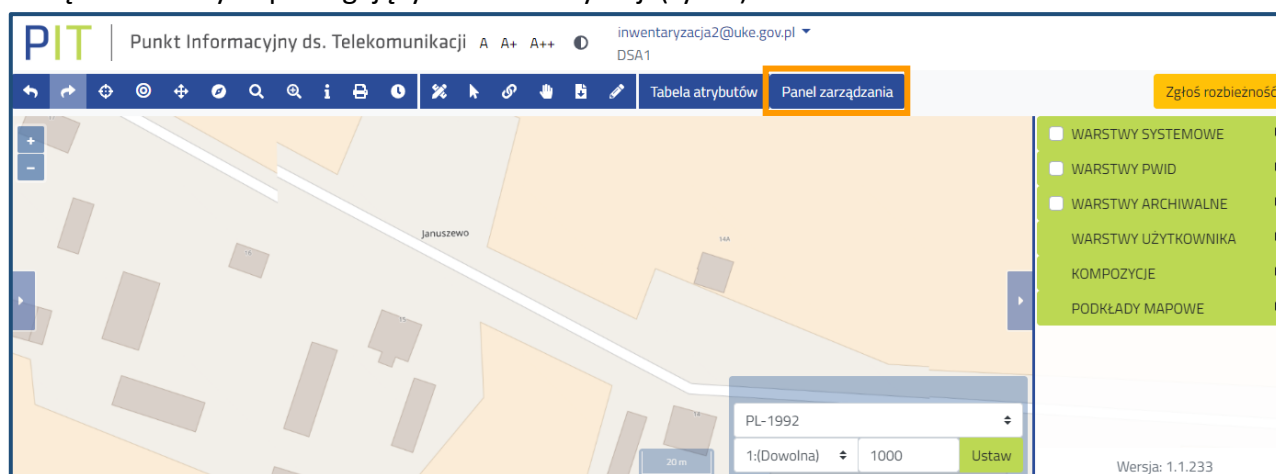 PIT Punkt Informacyjny ds. Telekomunikacji A A+ A++ inwentaryzacja2@uke.gov.pl
DSA1
Tabela atrybutów Panel zarządzania Zgłoś rozbieżność
+
−
WARSTWY SYSTEMOWE
WARSTWY PWID
WARSTWY ARCHIWALNE
WARSTWY UŻYTKOWNIKA
KOMPOZYCJE
PODKŁADY MAPOWE
Januszewo
14A
PL-1992
1:(Dowolna) 1000 Ustaw
20 m
Wersja: 1.1.233